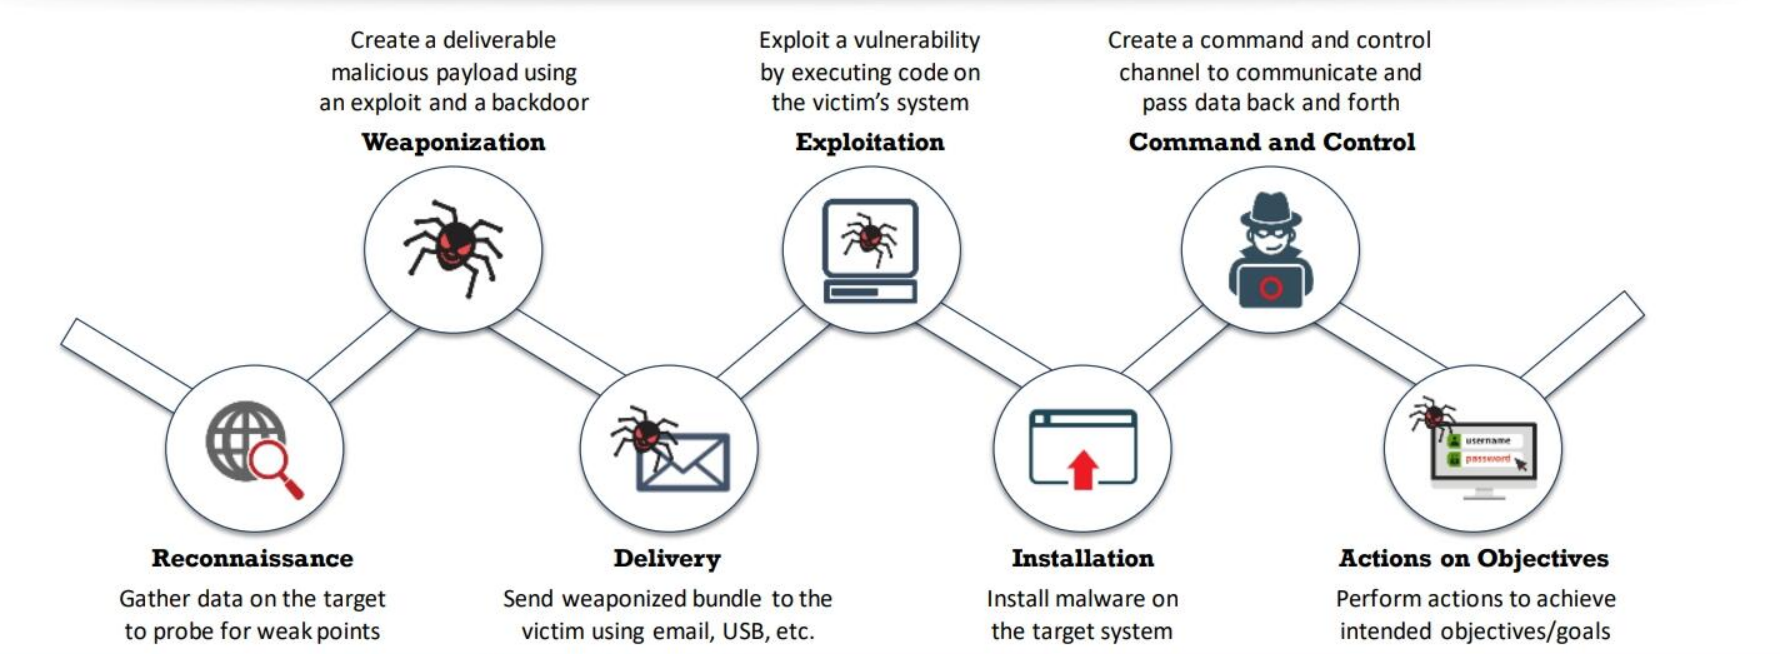 Create a deliverable
malicious payload using
an exploit and a backdoor
Weaponization
Exploit a vulnerability
by executing code on
the victim's system
Exploitation
Create a command and control
channel to communicate and
pass data back and forth
Command and Control
Reconnaissance
Gather data on the target
to probe for weak points
Delivery
Send weaponized bundle to the
victim using email, USB, etc.
Installation
Install malware on
the target system
username
password
Actions on Objectives
Perform actions to achieve
intended objectives/goals